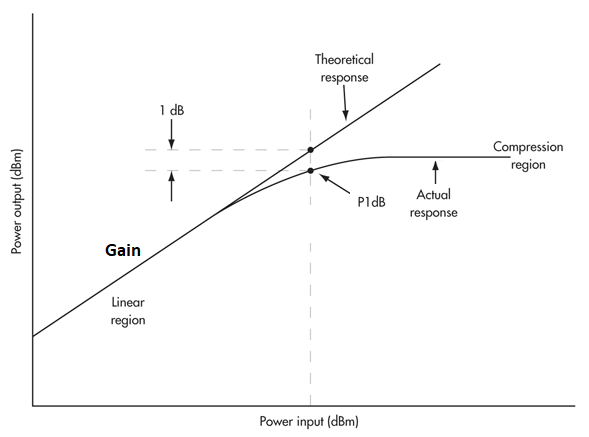 Theoretical
response
1 dB
Compression
region
P1dB
Actual
response
Power output (dBm)
Gain
Linear
region
Power input (dBm)